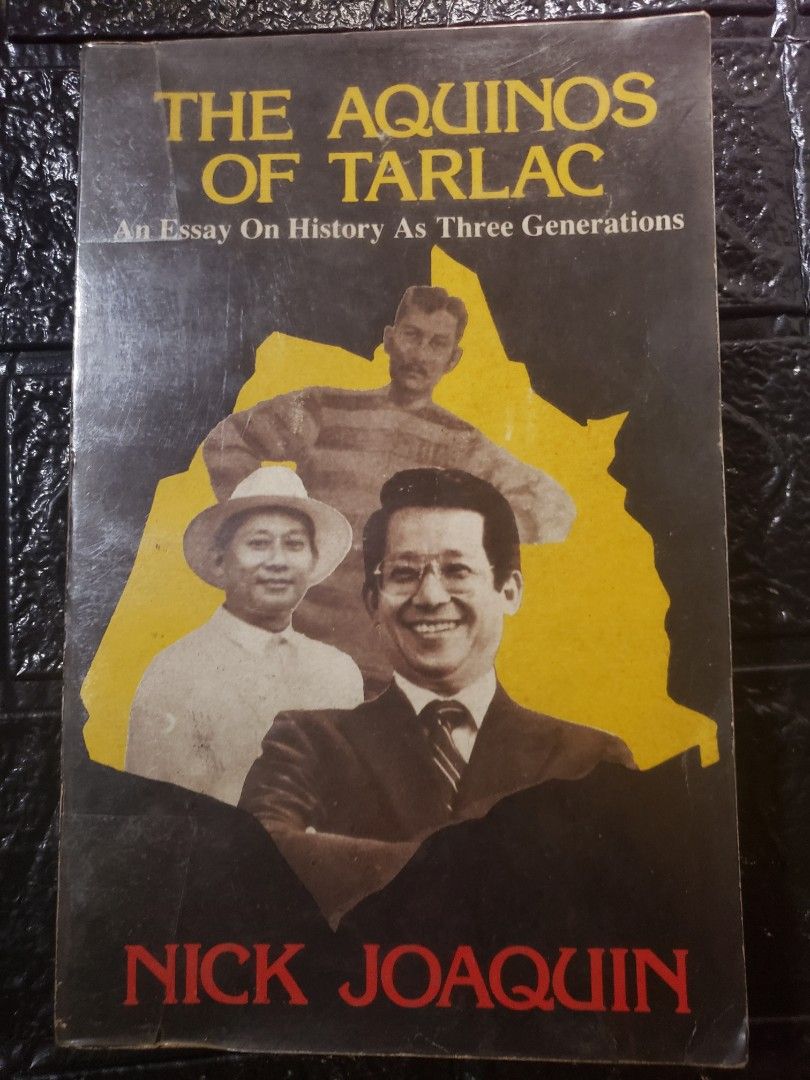 THE AQUINOS
OF TARLAC
An Essay On History As Three Generations
NICK JOAQUIN